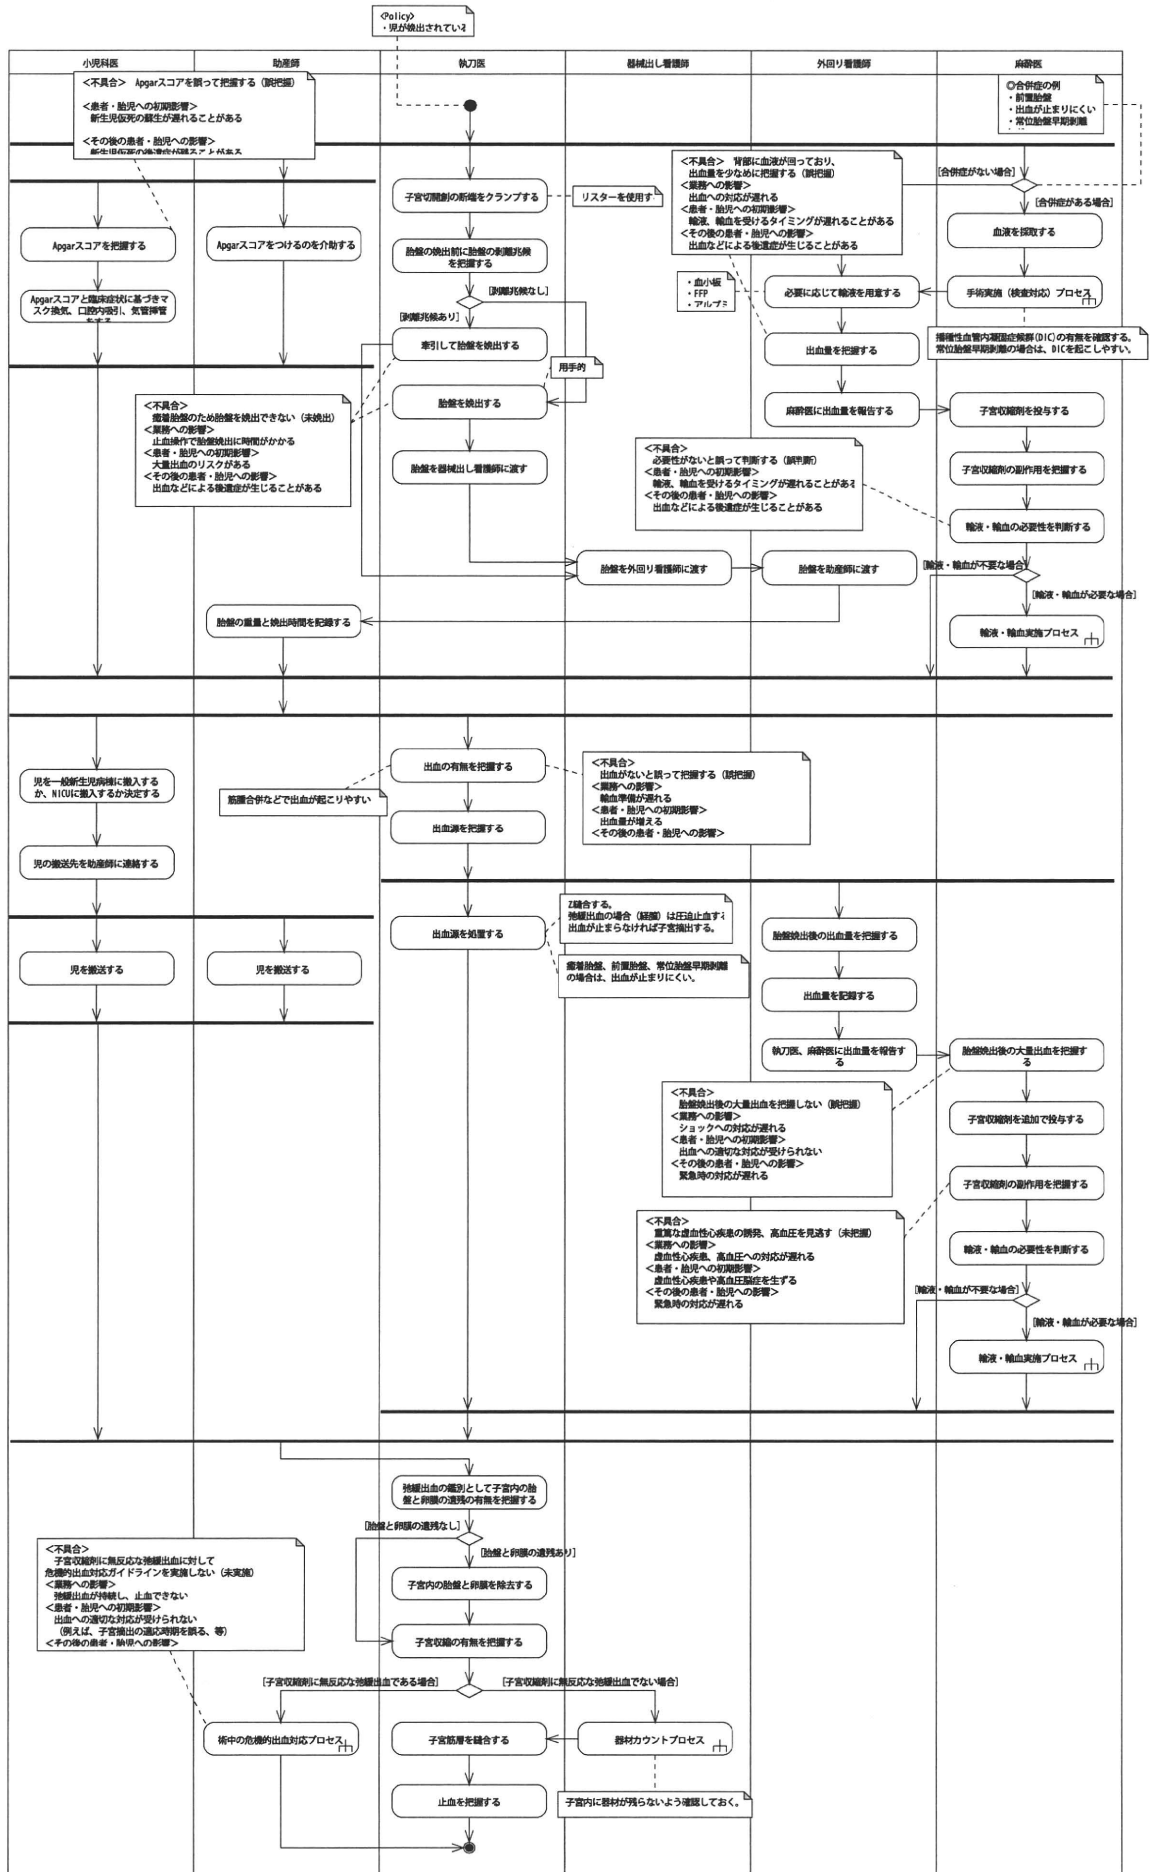 <Policy>
・児が娩出されている
小児科医
助産師
執刀医
器械出し看護師
外回り看護師
麻酔医
<不具合> Apgarスコアを誤って把握する（誤把握）
<患者・胎児への初期影響>
新生児仮死の蘇生が遅れることがある
<その後の患者・胎児への影響>
新生児仮死の後遺症が残ることがある
◎合併症の例
・前置胎盤
・出血が止まりにくい
・常位胎盤早期剥離
<不具合> 背部に血液が回っており、
出血量を少なめに把握する（誤把握）
<業務への影響>
出血への対応が遅れる
<患者・胎児への初期影響>
輸液、輸血を受けるタイミングが遅れることがある
<その後の患者・胎児への影響>
出血などによる後遺症が生じることがある
[合併症がない場合]
[合併症がある場合]
子宮切開創の断端をクランプする
リスターを使用す
Apgarスコアを把握する
Apgarスコアをつけるのを介助する
胎盤の娩出前に胎盤の剥離兆候
を把握する
血液を採取する
[剥離兆候なし]
[剥離兆候あり]
・血小板
・FFP
・アルブミ
必要に応じて輸液を用意する
手術実施（検査対応）プロセス
Apgarスコアと臨床症状に基づきマ
スク換気、口腔内吸引、気管挿管
をする
牽引して胎盤を娩出する
出血量を把握する
播種性血管内凝固症候群(DIC)の有無を確認する。
常位胎盤早期剥離の場合は、DICを起こしやすい。
用手的
胎盤を娩出する
麻酔医に出血量を報告する
子宮収縮剤を投与する
<不具合>
癒着胎盤のため胎盤を娩出できない（未娩出）
<業務への影響>
止血操作で胎盤娩出に時間がかかる
<患者・胎児への初期影響>
大量出血のリスクがある
<その後の患者・胎児への影響>
出血などによる後遺症が生じることがある
胎盤を器械出し看護師に渡す
<不具合>
必要性がないと誤って判断する（誤判断）
<患者・胎児への初期影響>
輸液、輸血を受けるタイミングが遅れることがある
<その後の患者・胎児への影響>
出血などによる後遺症が生じることがある
子宮収縮剤の副作用を把握する
輸液・輸血の必要性を判断する
胎盤を外回り看護師に渡す
胎盤を助産師に渡す
[輸液・輸血が不要な場合]
[輸液・輸血が必要な場合]
胎盤の重量と娩出時間を記録する
輸液・輸血実施プロセス
児を一般新生児病棟に搬入する
か、NICUに搬入するか決定する
筋腫合併などで出血が起こりやすい
出血の有無を把握する
<不具合>
出血がないと誤って把握する（誤把握）
<業務への影響>
輸血準備が遅れる
<患者・胎児への初期影響>
出血量が増える
<その後の患者・胎児への影響>
出血源を把握する
児の搬送先を助産師に連絡する
出血源を処置する
Z縫合する。
弛緩出血の場合（経膣）は圧迫止血する
出血が止まらなければ子宮摘出する。
癒着胎盤、前置胎盤、常位胎盤早期剥離
の場合は、出血が止まりにくい。
胎盤娩出後の出血量を把握する
児を搬送する
児を搬送する
出血量を記録する
執刀医、麻酔医に出血量を報告す
る
胎盤娩出後の大量出血を把握す
る
<不具合>
胎盤娩出後の大量出血を把握しない（誤把握）
<業務への影響>
ショックへの対応が遅れる
<患者・胎児への初期影響>
出血への適切な対応が受けられない
<その後の患者・胎児への影響>
緊急時の対応が遅れる
子宮収縮剤を追加で投与する
子宮収縮剤の副作用を把握する
<不具合>
重篤な虚血性心疾患の誘発、高血圧を見逃す（未把握）
<業務への影響>
虚血性心疾患、高血圧への対応が遅れる
<患者・胎児への初期影響>
虚血性心疾患や高血圧脳症を生ずる
<その後の患者・胎児への影響>
緊急時の対応が遅れる
輸液・輸血の必要性を判断する
[輸液・輸血が不要な場合]
[輸液・輸血が必要な場合]
輸液・輸血実施プロセス
弛緩出血の鑑別として子宮内の胎
盤と卵膜の遺残の有無を把握する
[胎盤と卵膜の遺残なし]
[胎盤と卵膜の遺残あり]
<不具合>
子宮収縮剤に無反応な弛緩出血に対して
危機的出血対応ガイドラインを実施しない（未実施）
<業務への影響>
弛緩出血が持続し、止血できない
<患者・胎児への初期影響>
出血への適切な対応が受けられない
（例えば、子宮摘出の適応時期を誤る、等）
<その後の患者・胎児への影響>
子宮内の胎盤と卵膜を除去する
子宮収縮の有無を把握する
[子宮収縮剤に無反応な弛緩出血である場合]
[子宮収縮剤に無反応な弛緩出血でない場合]
術中の危機的出血対応プロセス
子宮筋層を縫合する
器材カウントプロセス
止血を把握する
子宮内に器材が残らないよう確認しておく。